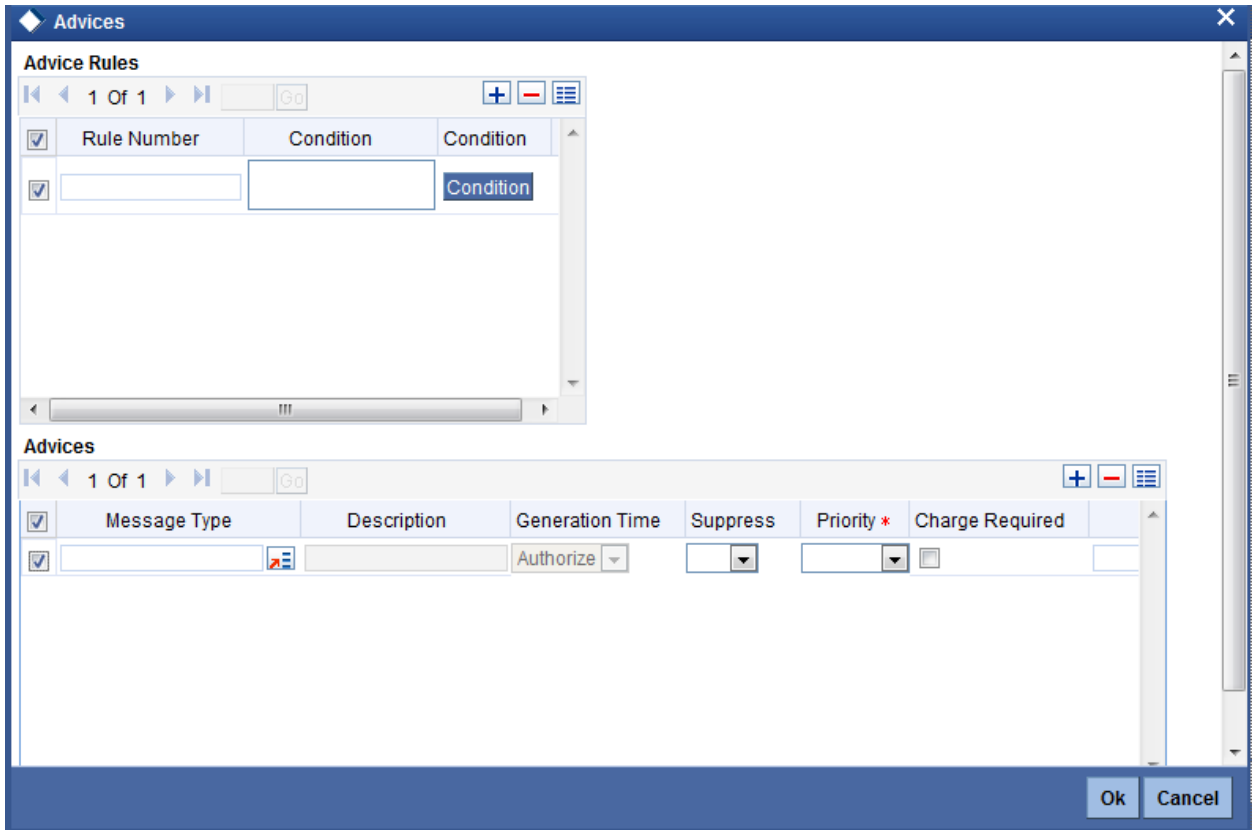 Advices
Advice Rules
1 Of 1 Go
Rule Number Condition Condition
Condition
Advices
1 Of 1 Go
Message Type Description Generation Time Suppress Priority * Charge Required
Authorize
Ok Cancel